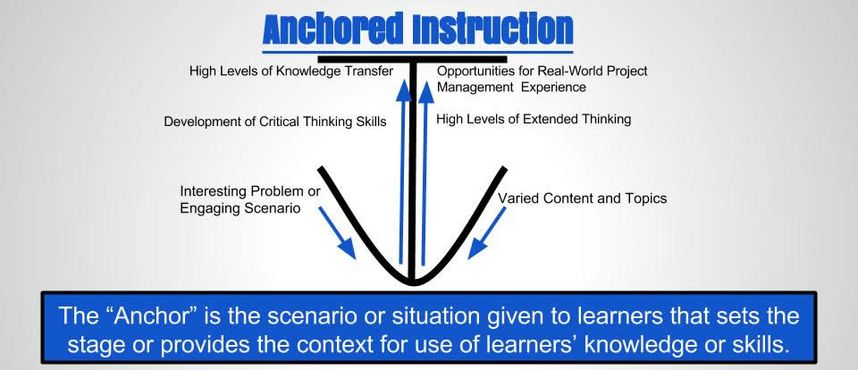 Anchored Instruction
High Levels of Knowledge Transfer
Opportunities for Real-World Project
Management Experience
Development of Critical Thinking Skills
High Levels of Extended Thinking
Interesting Problem or
Engaging Scenario
Varied Content and Topics
The “Anchor” is the scenario or situation given to learners that sets the
stage or provides the context for use of learners’ knowledge or skills.